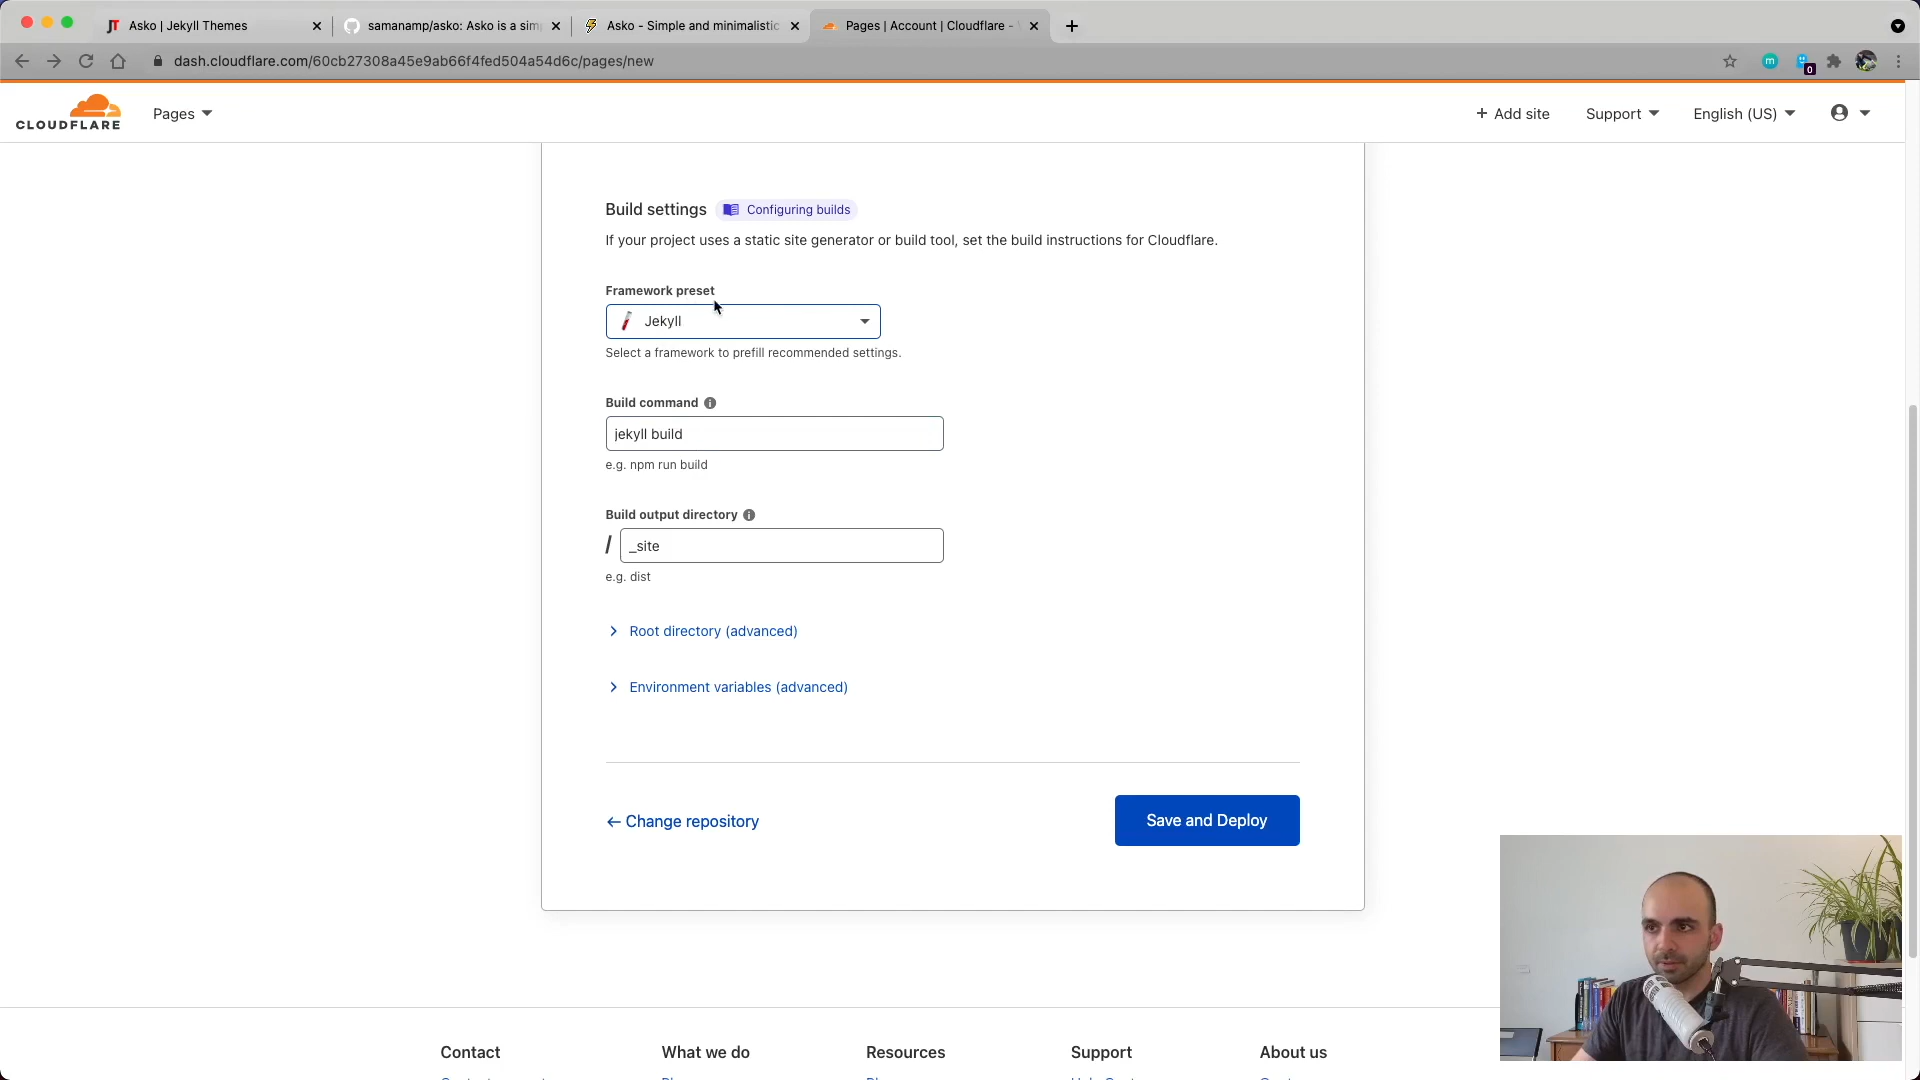 Asko | Jekyll Themes
samanamp/asko: Asko is a sim
Asko - Simple and minimalistic
Pages | Account | Cloudflare -
dash.cloudflare.com/60cb27308a45e9ab66f4fed504a54d6c/pages/new
m
0
CLOUDFLARE
Pages
+ Add site
Support
English (US)
Build settings
Configuring builds
If your project uses a static site generator or build tool, set the build instructions for Cloudflare.
Framework preset
Jekyll
Select a framework to prefill recommended settings.
Build command
jekyll build
e.g. npm run build
Build output directory
/ _site
e.g. dist
Root directory (advanced)
Environment variables (advanced)
← Change repository
Save and Deploy
Contact
What we do
Resources
Support
About us